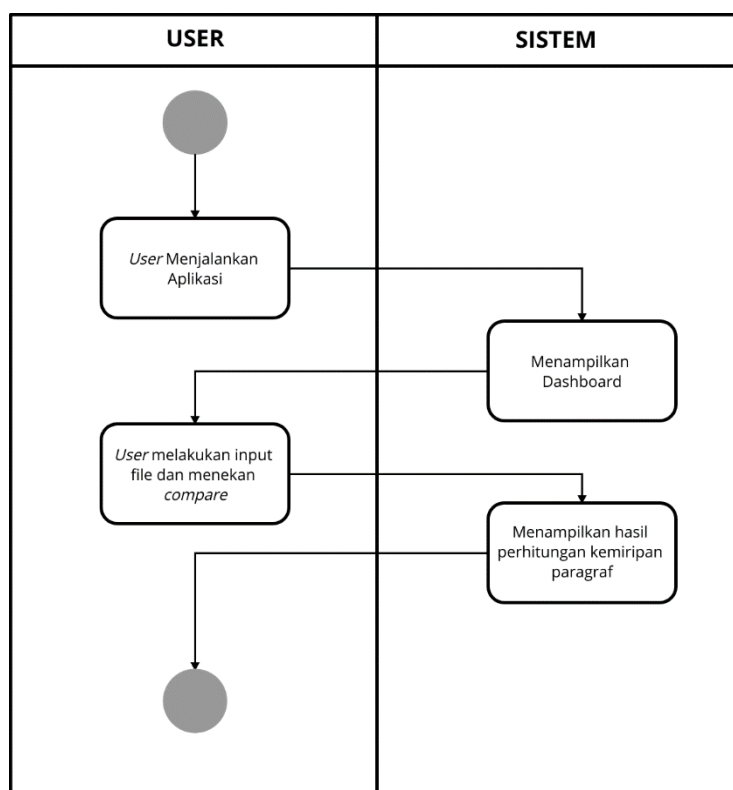 USER
SISTEM
User Menjalankan
Aplikasi
Menampilkan
Dashboard
User melakukan input
file dan menekan
compare
Menampilkan hasil
perhitungan kemiripan
paragraf